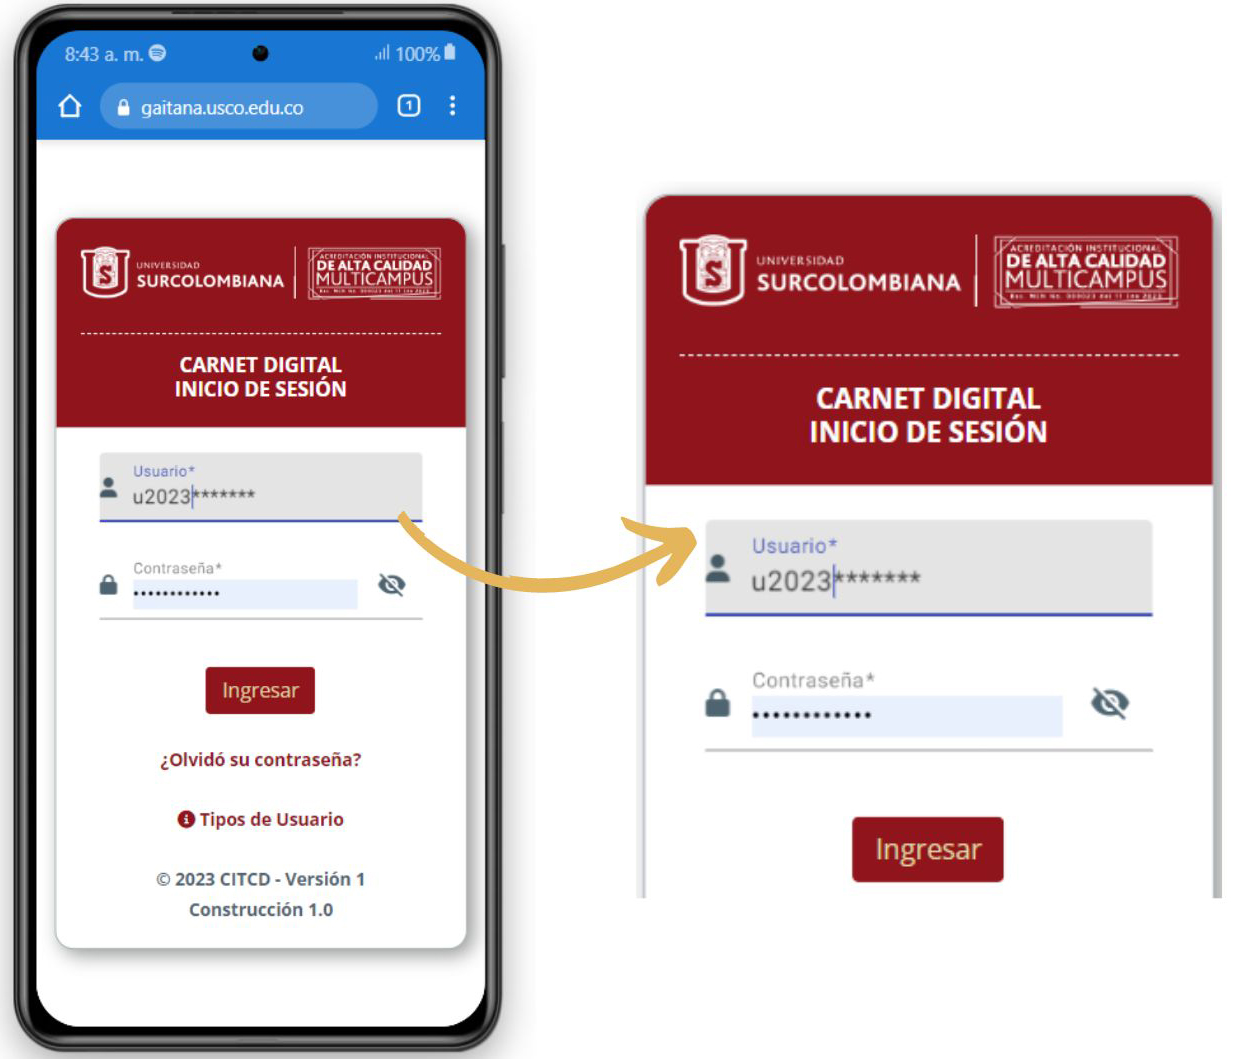 8:43 a. m.
100%
gaitana.usco.edu.co
1
UNIVERSIDAD
SURCOLOMBIANA
ACREDITACIÓN INSTITUCIONAL
DE ALTA CALIDAD
MULTICAMPUS
CARNET DIGITAL
INICIO DE SESIÓN
Usuario*
u2023*******
Contraseña*
••••••••••••
Ingresar
¿Olvidó su contraseña?
Tipos de Usuario
© 2023 CITCD - Versión 1
Construcción 1.0
UNIVERSIDAD
SURCOLOMBIANA
ACREDITACIÓN INSTITUCIONAL
DE ALTA CALIDAD
MULTICAMPUS
CARNET DIGITAL
INICIO DE SESIÓN
Usuario*
u2023*******
Contraseña*
••••••••••••
Ingresar